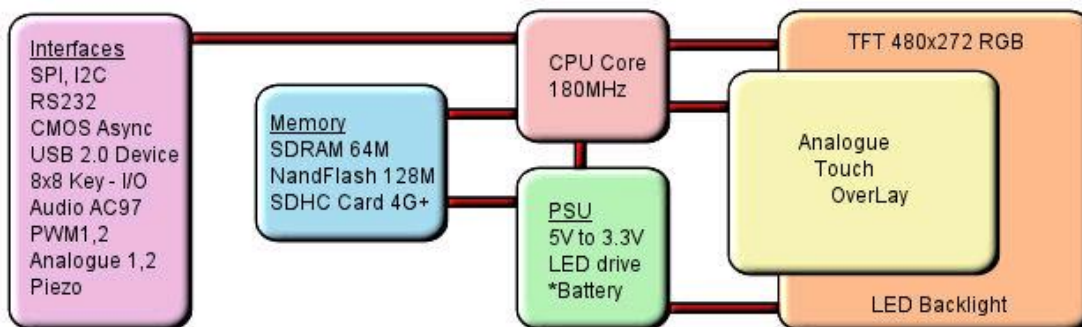 Interfaces
SPI, I2C
RS232
CMOS Async
USB 2.0 Device
8x8 Key - I/O
Audio AC97
PWM1,2
Analogue 1,2
Piezo
Memory
SDRAM 64M
NandFlash 128M
SDHC Card 4G+
CPU Core
180MHz
PSU
5V to 3.3V
LED drive
*Battery
TFT 480x272 RGB
Analogue
Touch
OverLay
LED Backlight